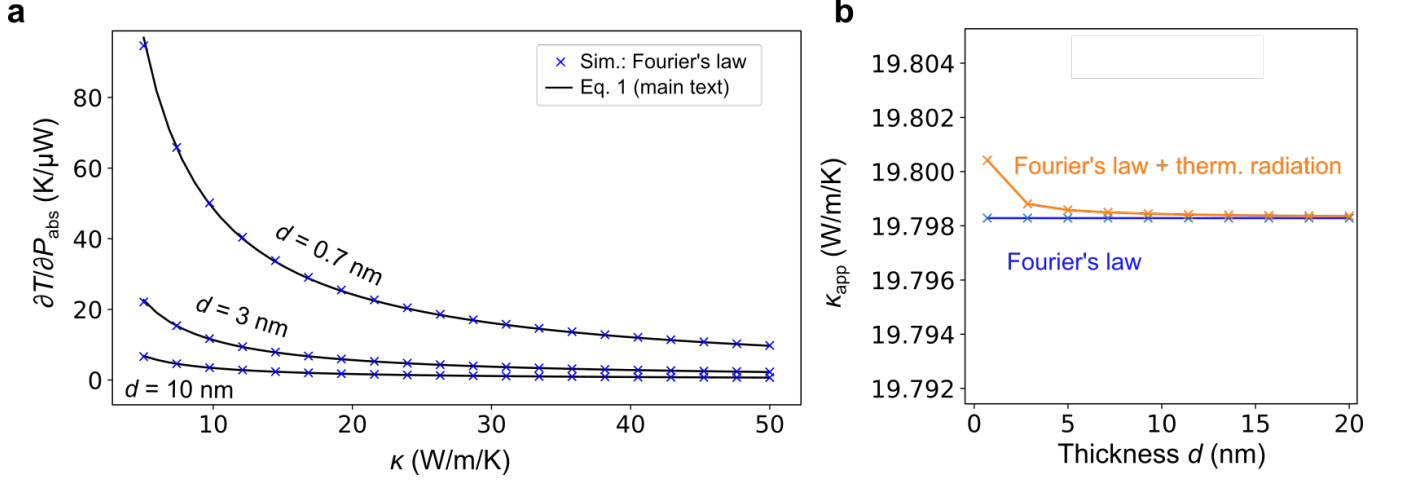 a
∂T/∂P_abs (K/µW)
80
60
40
20
0
× Sim.: Fourier's law
Eq. 1 (main text)
d = 0.7 nm
d = 3 nm
d = 10 nm
10 20 30 40 50
κ (W/m/K)
b
κ_app (W/m/K)
19.804
19.802
19.800
19.798
19.796
19.794
19.792
Fourier's law + therm. radiation
Fourier's law
0 5 10 15 20
Thickness d (nm)